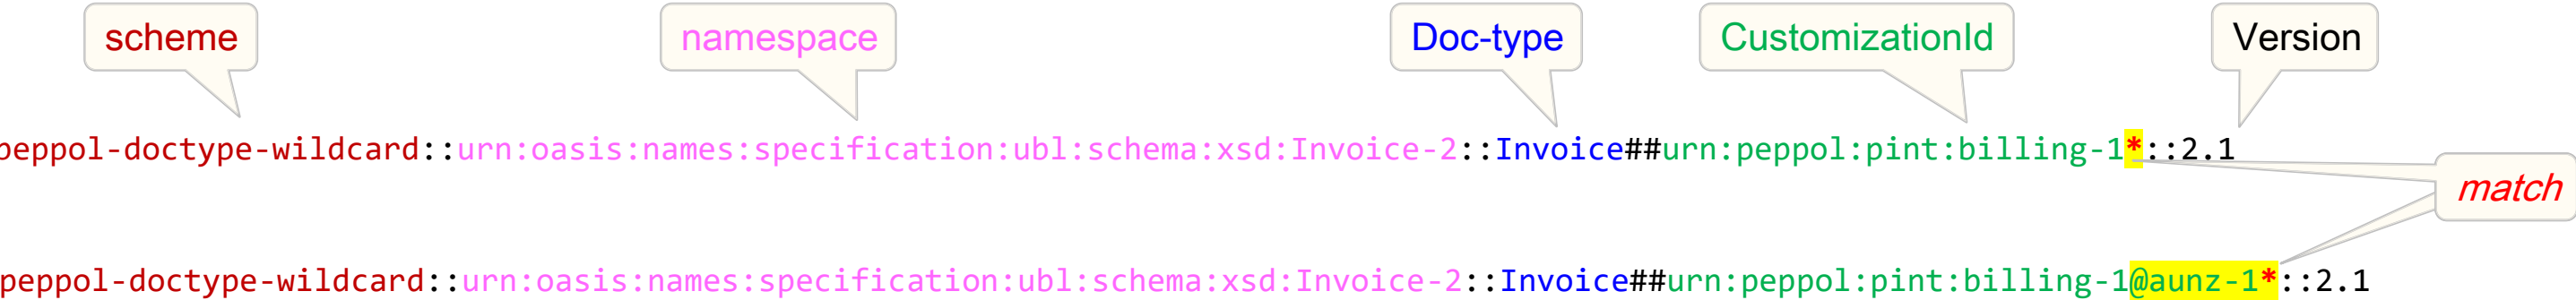 scheme namespace Doc-type CustomizationId Version
peppol-doctype-wildcard::urn:oasis:names:specification:ubl:schema:xsd:Invoice-2::Invoice##urn:peppol:pint:billing-1*::2.1
match
peppol-doctype-wildcard::urn:oasis:names:specification:ubl:schema:xsd:Invoice-2::Invoice##urn:peppol:pint:billing-1@aunz-1*::2.1